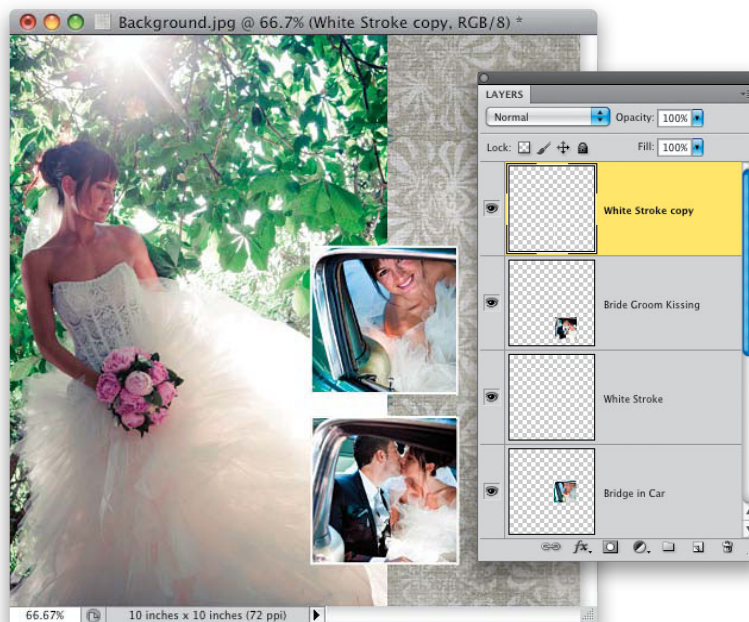 Background.jpg @ 66.7% (White Stroke copy, RGB/8) *
LAYERS
Normal
Opacity: 100%
Lock:
Fill: 100%
White Stroke copy
Bride Groom Kissing
White Stroke
Bridge in Car
fx.
66.67%
10 inches x 10 inches (72 ppi)